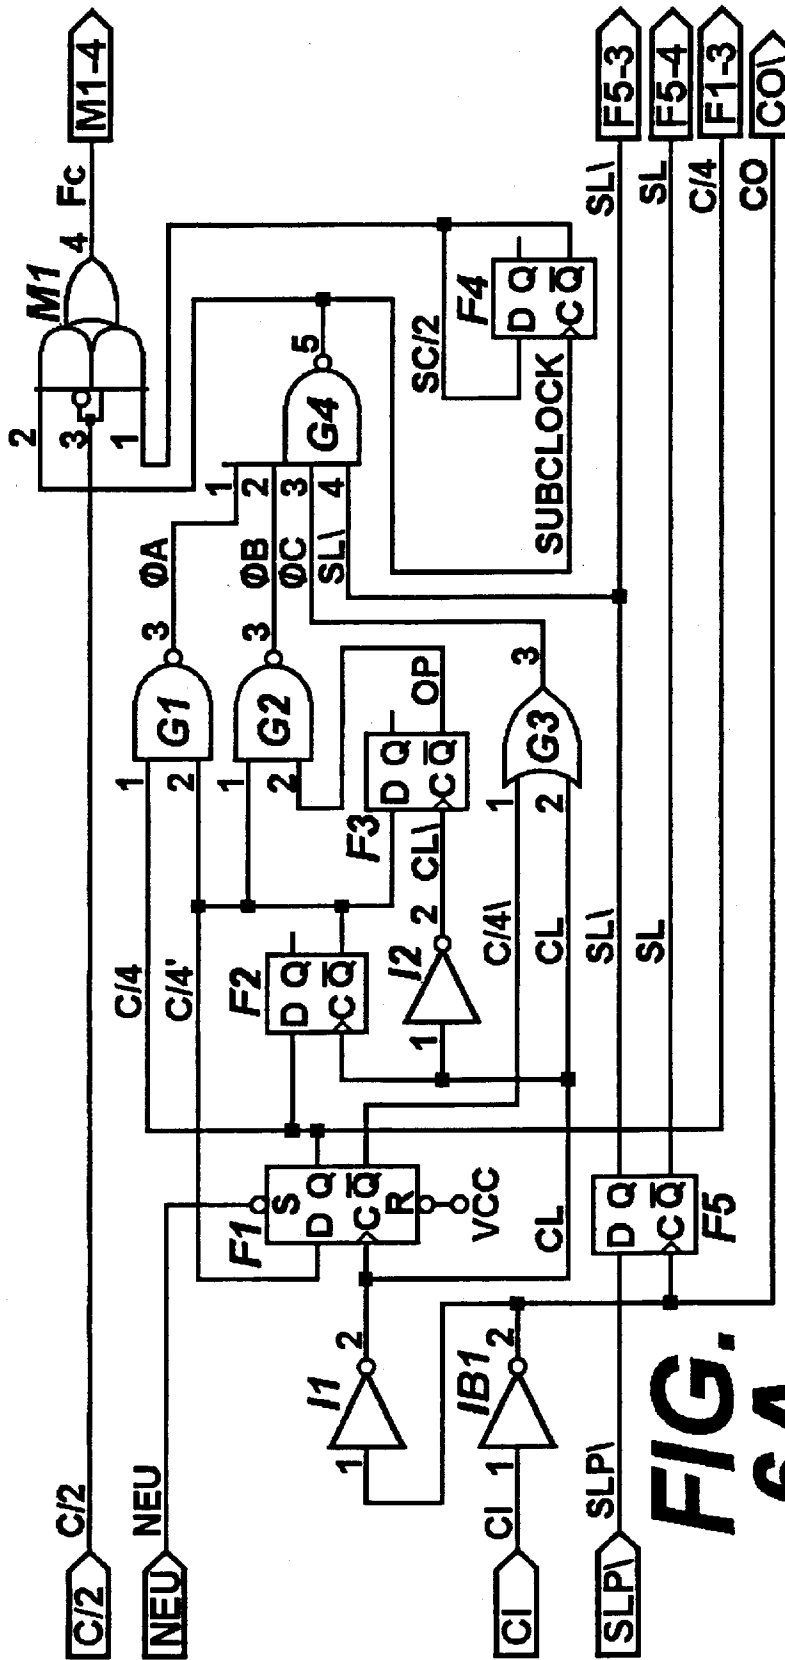 C/2
C/2
NEU
NEU
CI
CI
1
IB1
2
SLP\
SLP\
FIG.
6A
1
I1
2
F1
S
D
Q
C
Q
R
VCC
CL
D
Q
C
Q
F5
C/4
C/4'
F2
D
Q
C
Q
1
I2
2
CL\
C/4\
CL
SL\
SL
F3
D
Q
C
Q
OP
1
2
G1
3
ΦA
1
2
G2
3
ΦB
1
2
G3
3
ΦC
SL\
1
2
3
4
G4
5
SUBCLOCK
SC/2
F4
D
Q
C
Q
2
3
1
M1
4
Fc
M1-4
SL\
F5-3
SL
F5-4
C/4
F1-3
CO
CO\